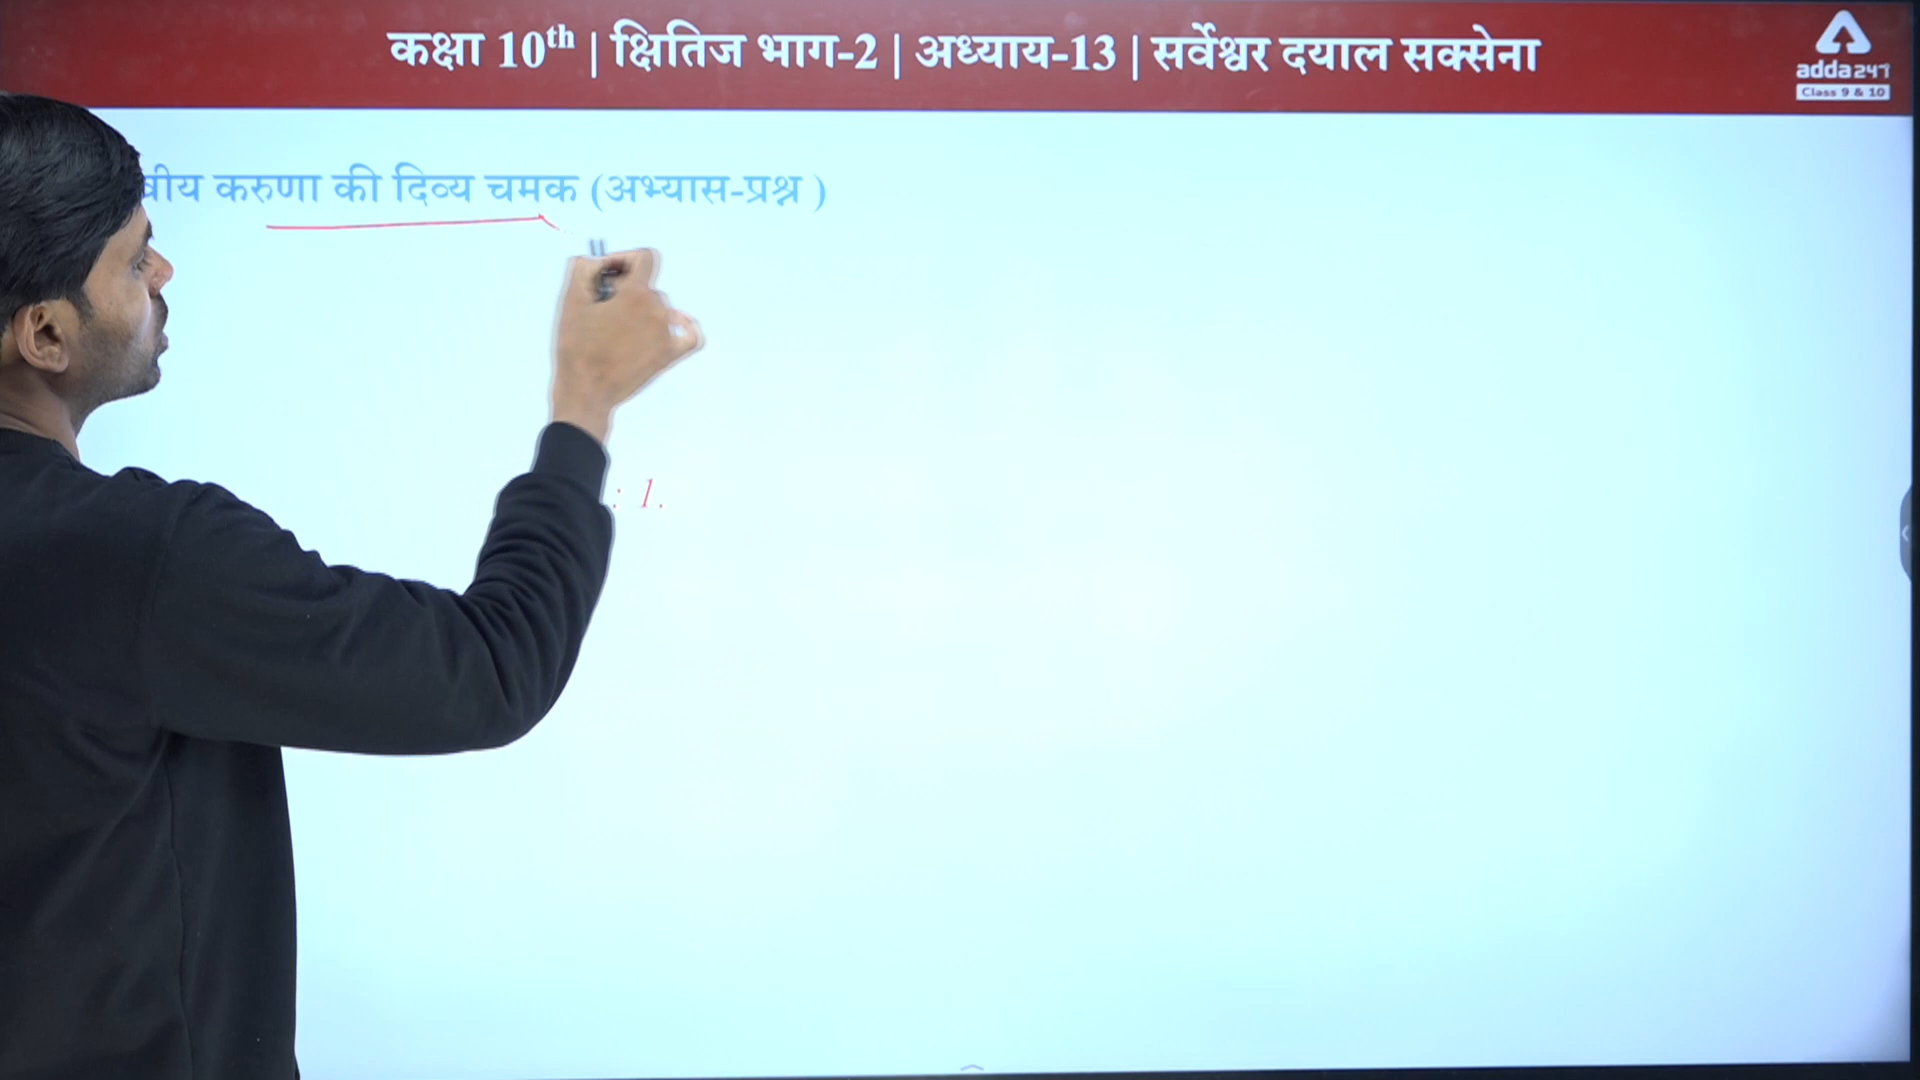 कक्षा 10th | क्षितिज भाग-2 | अध्याय-13 | सर्वेश्वर दयाल सक्सेना
adda247
Class 9 & 10
करुणा की दिव्य चमक (अभ्यास-प्रश्न )
: 1.